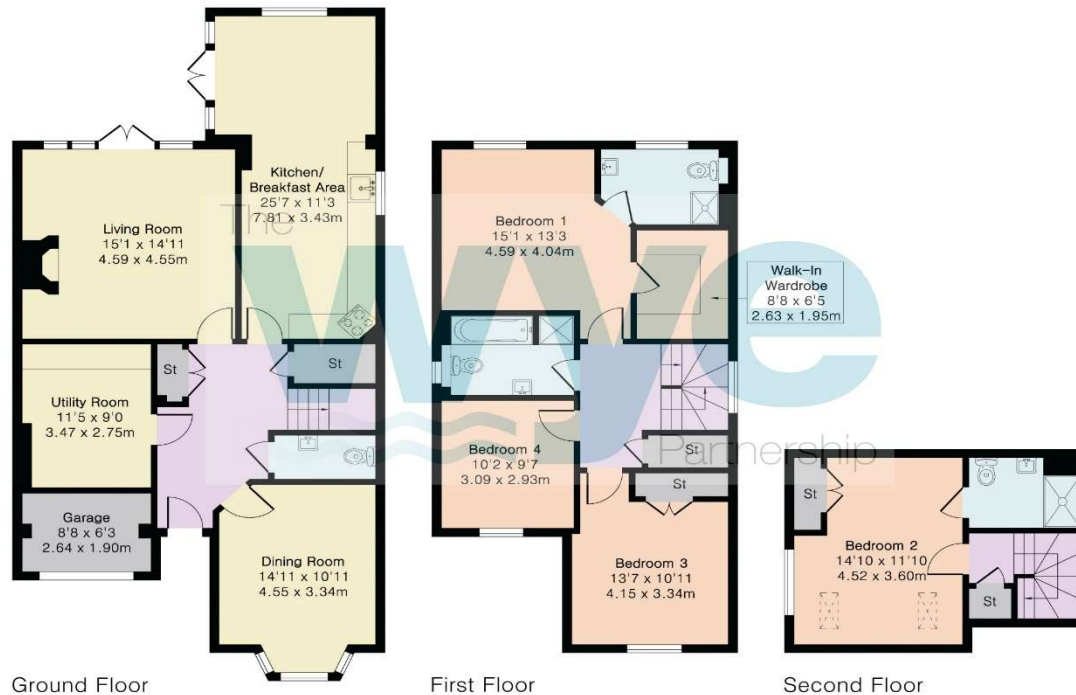 Kitchen/
Breakfast Area
25'7 x 11'3
7.81 x 3.43m
Living Room
15'1 x 14'11
4.59 x 4.55m
St
St
Utility Room
11'5 x 9'0
3.47 x 2.75m
Garage
8'8 x 6'3
2.64 x 1.90m
Dining Room
14'11 x 10'11
4.55 x 3.34m
Ground Floor
Bedroom 1
15'1 x 13'3
4.59 x 4.04m
Walk-In
Wardrobe
8'8 x 6'5
2.63 x 1.95m
Bedroom 4
10'2 x 9'7
3.09 x 2.93m
St
St
Bedroom 3
13'7 x 10'11
4.15 x 3.34m
First Floor
St
Bedroom 2
14'10 x 11'10
4.52 x 3.60m
St
Second Floor
The
wye
Partnership